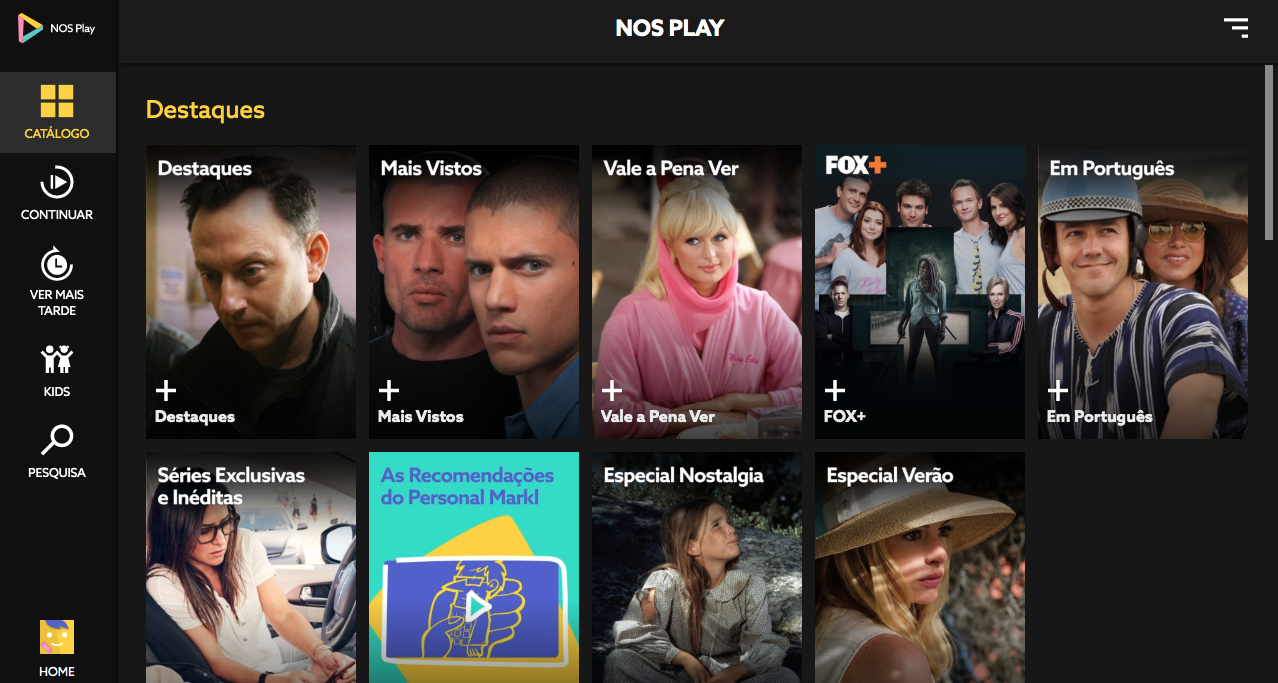 NOS Play
NOS PLAY
CATÁLOGO
CONTINUAR
VER MAIS
TARDE
KIDS
PESQUISA
HOME
Destaques
Destaques
Destaques
Mais Vistos
Mais Vistos
Vale a Pena Ver
Vale a Pena Ver
FOX+
FOX+
Em Português
Em Português
Séries Exclusivas
e Inéditas
As Recomendações
do Personal Markl
Especial Nostalgia
Especial Verão